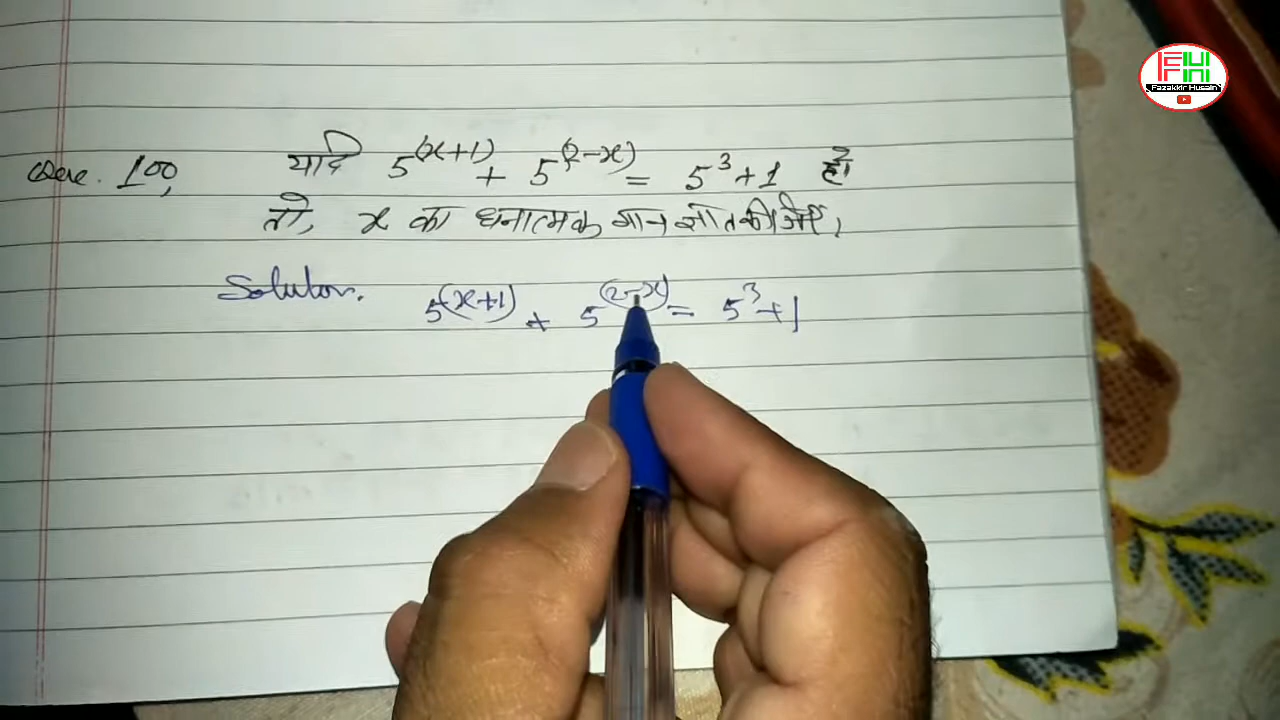 Que. 100, यदि 5^(x+1) + 5^(2-x) = 5^3+1 हो
तो, x का धनात्मक मान ज्ञात कीजिए,
Soluton. 5^(x+1) + 5^(2-x) = 5^3+1
Fazakkir Husain